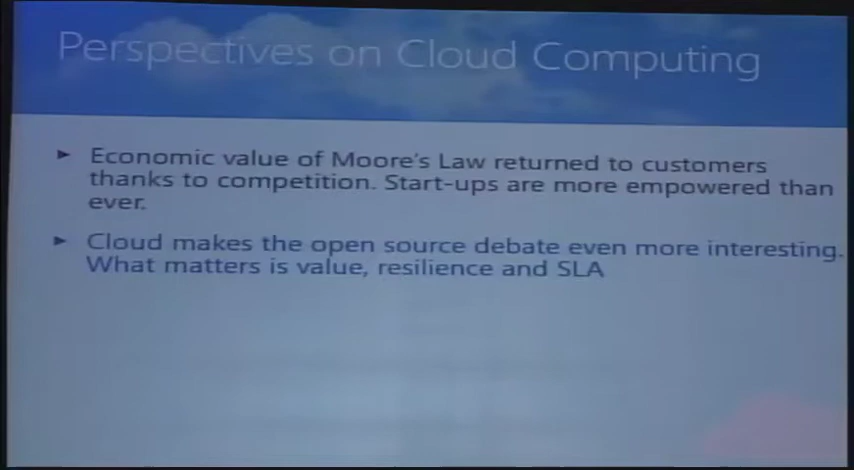 Perspectives on Cloud Computing
► Economic value of Moore's Law returned to customers
thanks to competition. Start-ups are more empowered than
ever.
► Cloud makes the open source debate even more interesting.
What matters is value, resilience and SLA